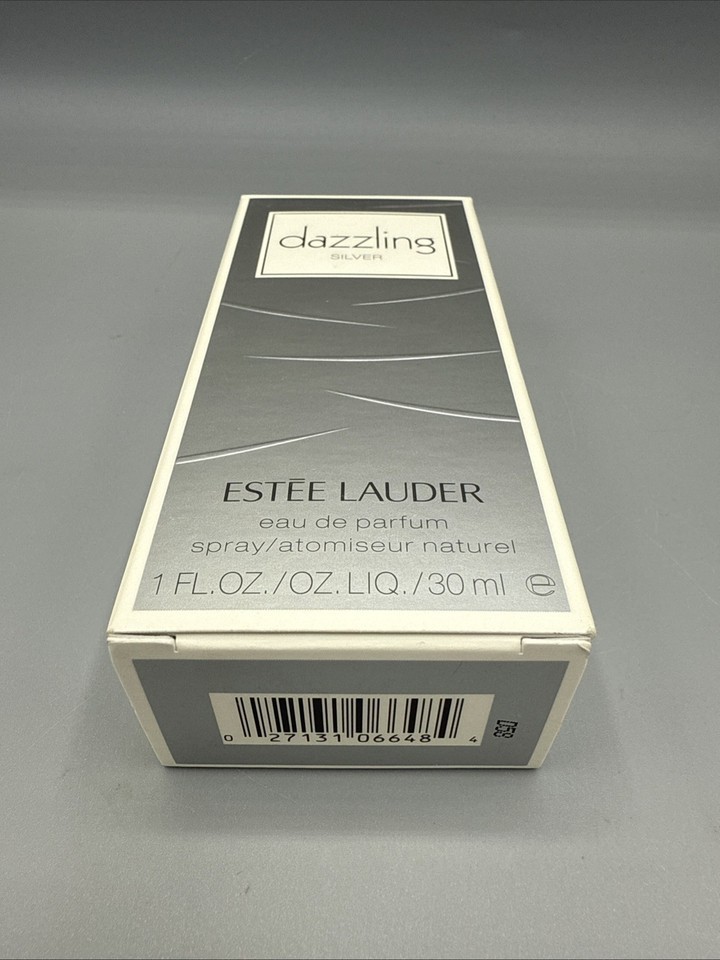 dazzling
SILVER
ESTĒE LAUDER
eau de parfum
spray/atomiseur naturel
1 FL.OZ./OZ.LIQ./30 ml ℮
0 27131 06648 4